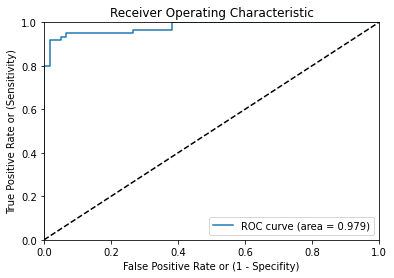 Receiver Operating Characteristic
True Positive Rate or (Sensitivity)
1.0
0.8
0.6
0.4
0.2
0.0
ROC curve (area = 0.979)
0.0 0.2 0.4 0.6 0.8 1.0
False Positive Rate or (1 - Specifity)